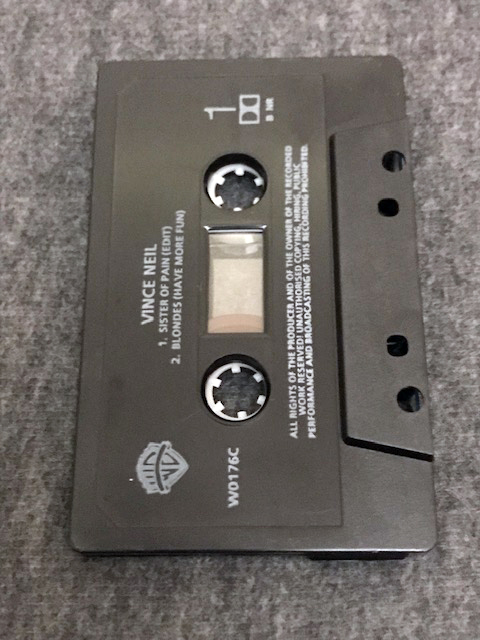 VINCE NEIL
1. SISTER OF PAIN (EDIT)
2. BLONDES (HAVE MORE FUN)
1
B NR
W0176C
ALL RIGHTS OF THE PRODUCER AND OF THE OWNER OF THE RECORDED
WORK RESERVED! UNAUTHORISED COPYING, HIRING, PUBLIC
PERFORMANCE AND BROADCASTING OF THIS RECORDING PROHIBITED.